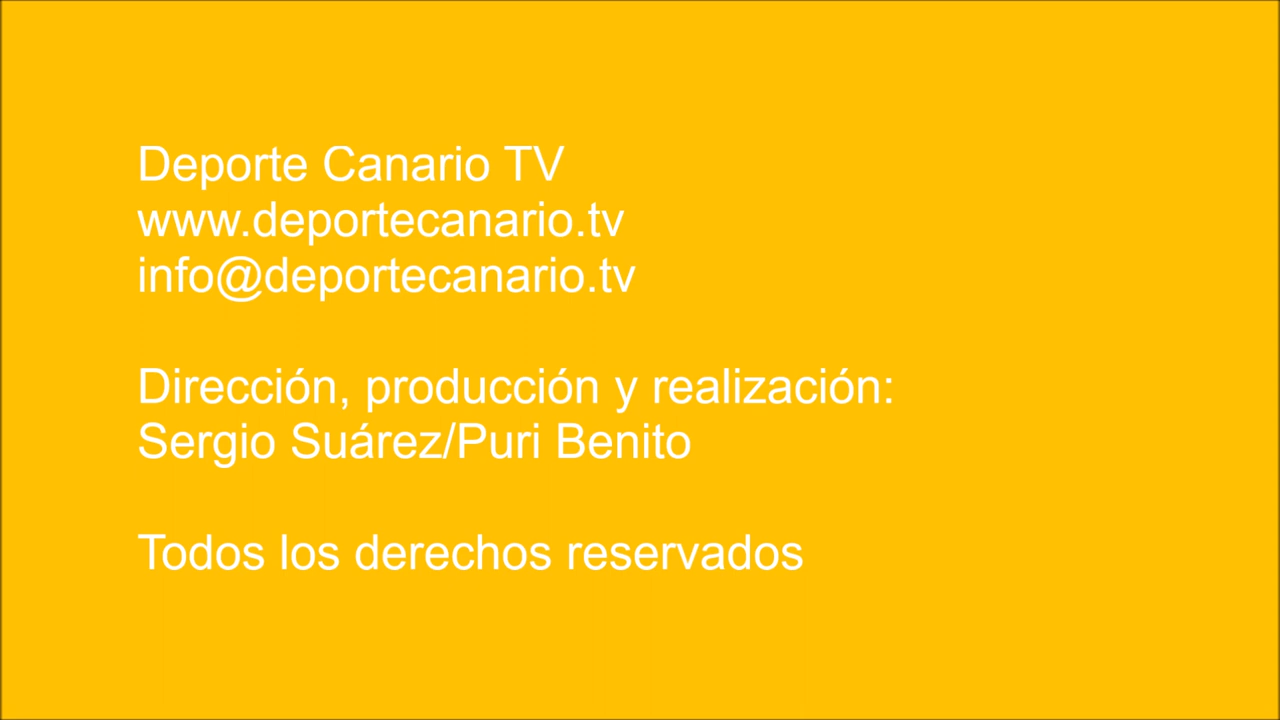 Deporte Canario TV
www.deportecanario.tv
info@deportecanario.tv
Dirección, producción y realización:
Sergio Suárez/Puri Benito
Todos los derechos reservados